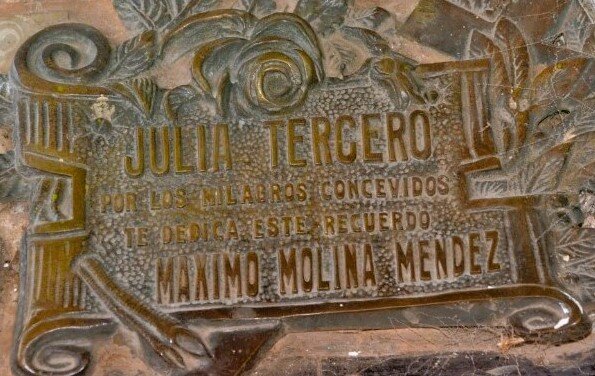 JULIA TERCERO
POR LOS MILAGROS CONCEVIDOS
TE DEDICA ESTE RECUERDO
MAXIMO MOLINA MENDEZ